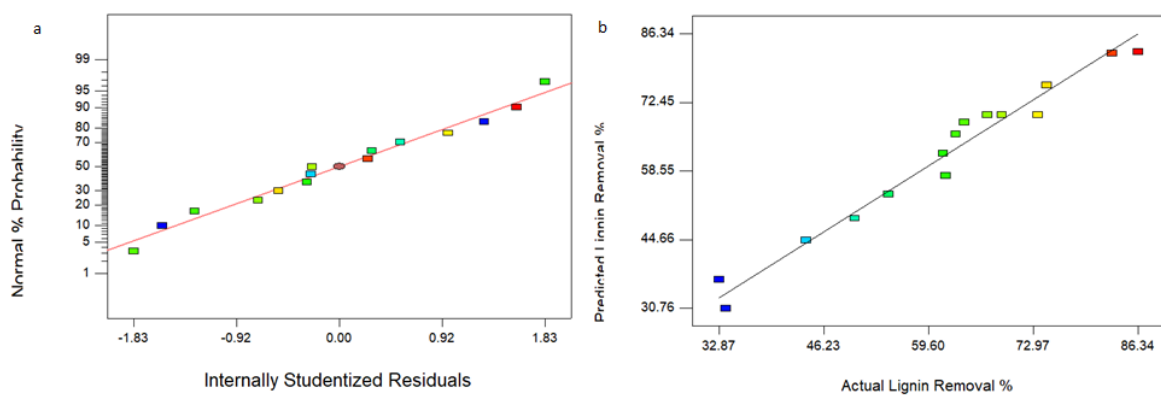 a
Normal % Probability
99
95
90
80
70
50
30
20
10
5
1
-1.83 -0.92 0.00 0.92 1.83
Internally Studentized Residuals
b
Predicted Lignin Removal %
86.34
72.45
58.55
44.66
30.76
32.87 46.23 59.60 72.97 86.34
Actual Lignin Removal %